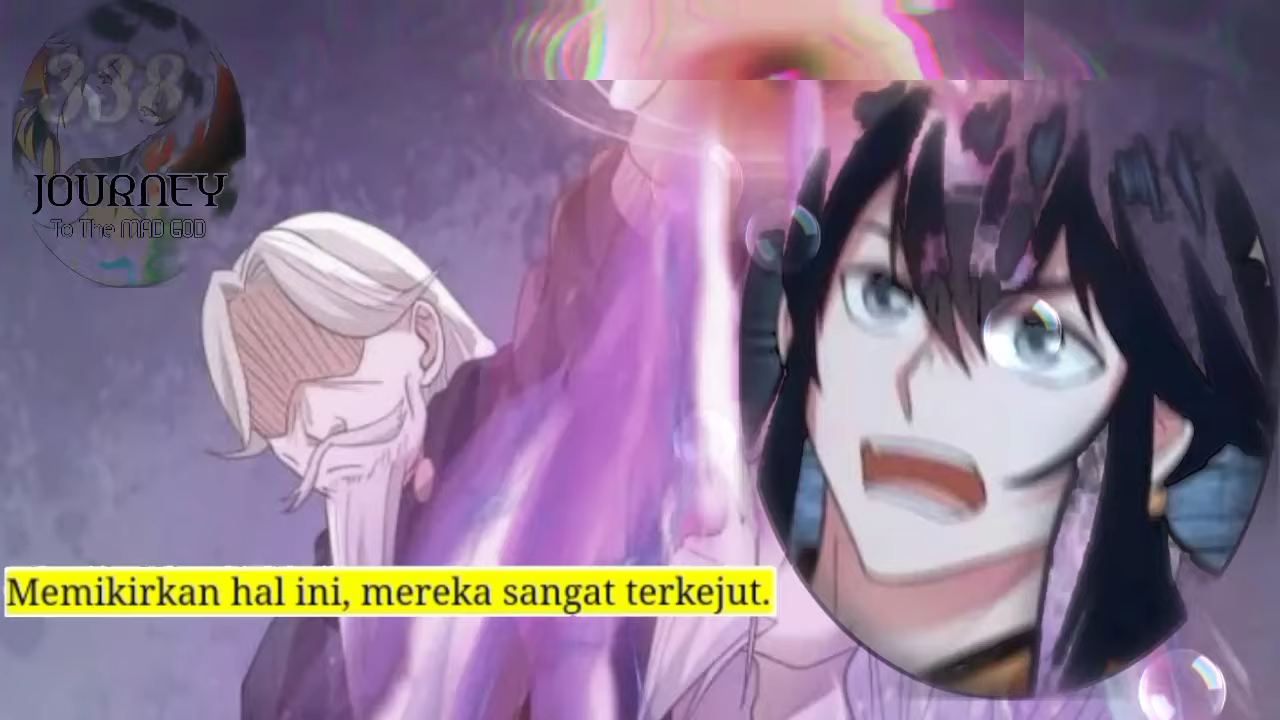 338
JOURNEY
To The MAD GOD
Memikirkan hal ini, mereka sangat terkejut.